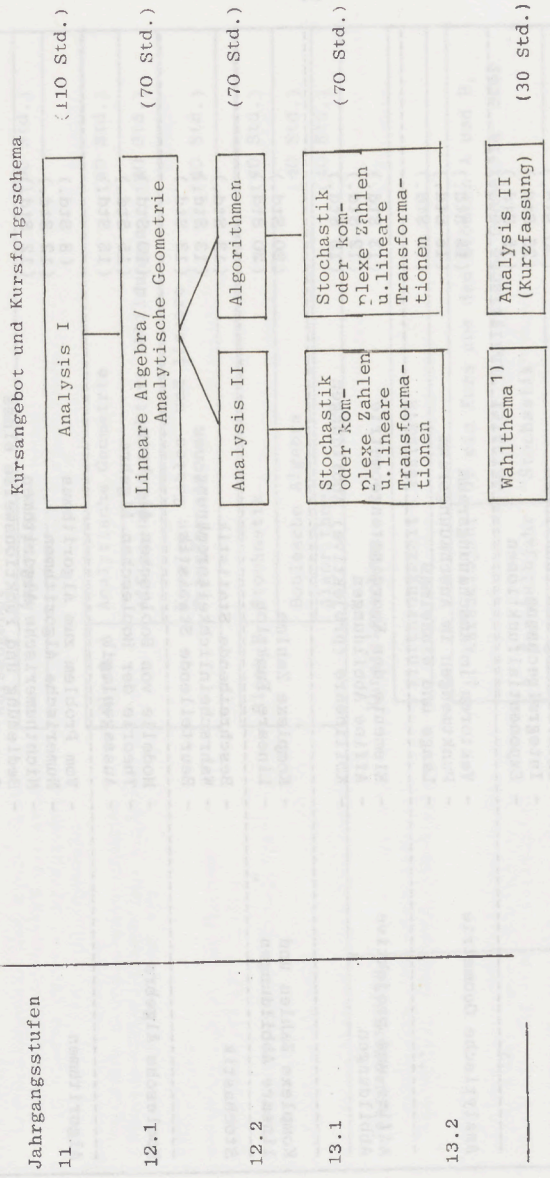 Kursangebot und Kursfolgeschema
Jahrgangsstufen
11
Analysis I
(110 Std.)
12.1
Lineare Algebra/
Analytische Geometrie
(70 Std.)
12.2
Analysis II
Algorithmen
(70 Std.)
13.1
Stochastik
oder kom-
plexe Zahlen
u.lineare
Transforma-
tionen
Stochastik
oder kom-
plexe Zahlen
u.lineare
Transforma-
tionen
(70 Std.)
13.2
Wahlthema 1)
Analysis II
(Kurzfassung)
(30 Std.)